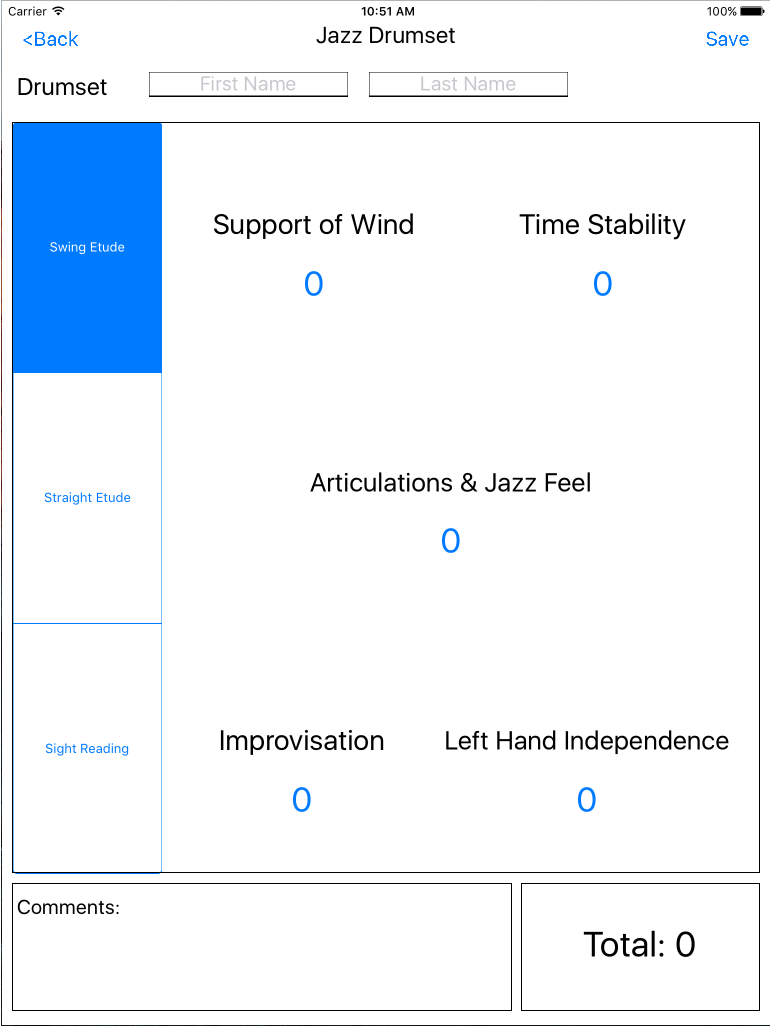 Carrier 10:51 AM 100%
<Back Jazz Drumset Save
Drumset First Name Last Name
Swing Etude
Support of Wind Time Stability
0 0
Straight Etude
Articulations & Jazz Feel
0
Sight Reading
Improvisation Left Hand Independence
0 0
Comments:
Total: 0